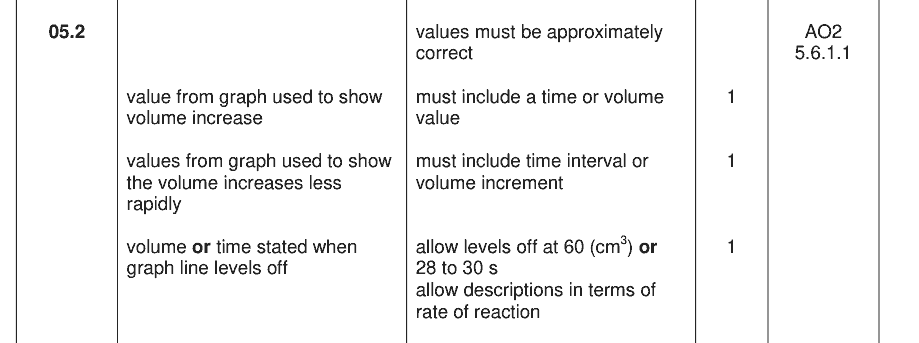 05.2
values must be approximately
correct
AO2
5.6.1.1
value from graph used to show
volume increase
must include a time or volume
value
1
values from graph used to show
the volume increases less
rapidly
must include time interval or
volume increment
1
volume or time stated when
graph line levels off
allow levels off at 60 (cm³) or
28 to 30 s
allow descriptions in terms of
rate of reaction
1